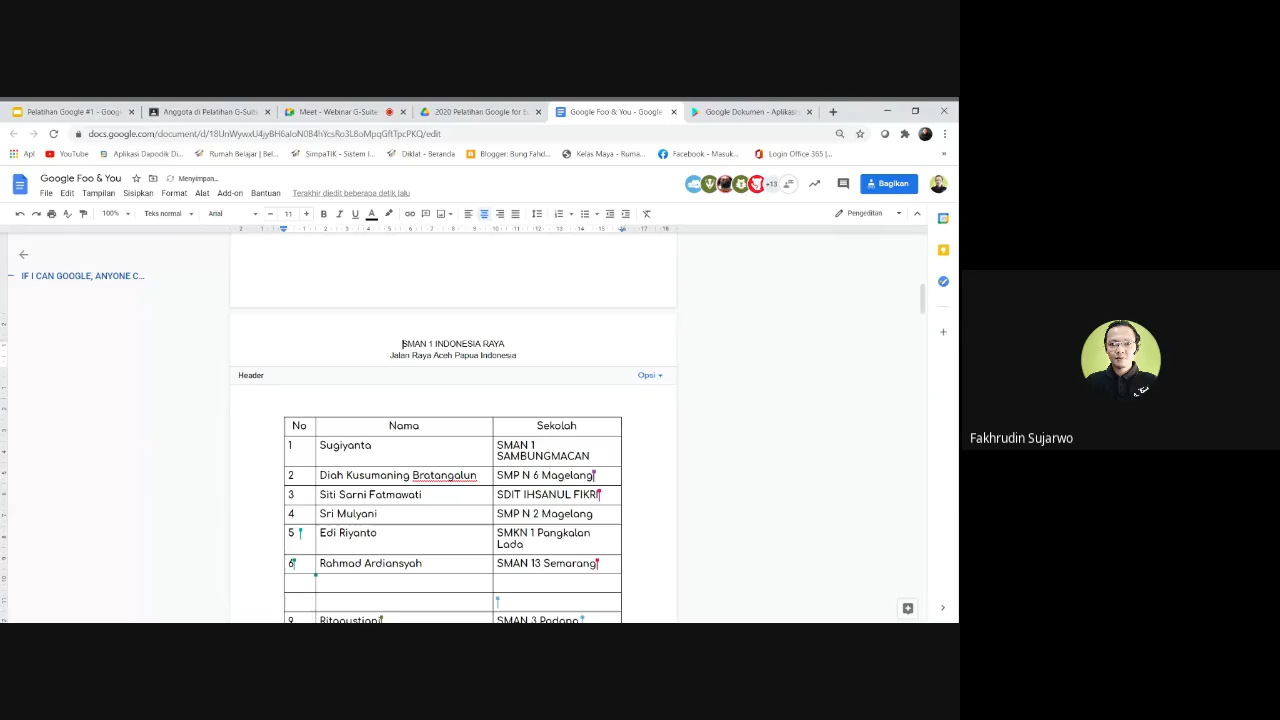 Pelatihan Google #1 - Goog
Anggota di Pelatihan G-Suite
Meet - Webinar G-Suite
2020 Pelatihan Google for E
Google Foo & You - Google
Google Dokumen - Aplikasi
docs.google.com/document/d/
/edit
Apl
YouTube
Aplikasi Dapodik Di...
Rumah Belajar | Bel...
SimpaTIK - Sistem I...
Diklat - Beranda
Blogger: Bung Fahd...
Kelas Maya - Ruma...
Facebook - Masuk...
Login Office 365 |...
Google Foo & You
Menyimpan...
File Edit Tampilan Sisipkan Format Alat Add-on Bantuan
Terakhir diedit beberapa detik lalu
+13
Bagikan
100%
Teks normal
Arial
11
Pengeditan
IF I CAN GOOGLE, ANYONE C...
SMAN 1 INDONESIA RAYA
Jalan Raya Aceh Papua Indonesia
Header
Opsi
No Nama Sekolah
1 Sugiyanta SMAN 1
SAMBUNGMACAN
2 Diah Kusumaning Bratangalun SMP N 6 Magelang
3 Siti Sarni Fatmawati SDIT IHSANUL FIKRI
4 Sri Mulyani SMP N 2 Magelang
5 Edi Riyanto SMKN 1 Pangkalan
Lada
6 Rahmad Ardiansyah SMAN 13 Semarang
9 Ritagustiani SMAN 3 Padang
Fakhrudin Sujarwo